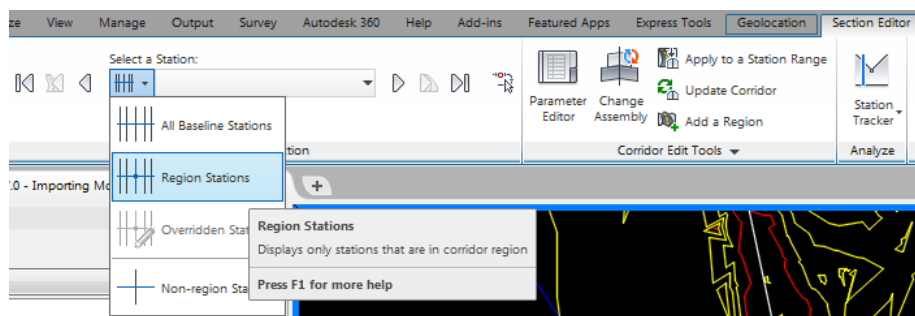 ze View Manage Output Survey Autodesk 360 Help Add-ins Featured Apps Express Tools Geolocation Section Editor
Select a Station:
Apply to a Station Range
Update Corridor
Add a Region
Parameter Editor
Change Assembly
Station Tracker
All Baseline Stations
tion
Corridor Edit Tools
Analyze
Region Stations
.0 - Importing Mo
+
Overridden Stat
Region Stations
Displays only stations that are in corridor region
Non-region Sta
Press F1 for more help